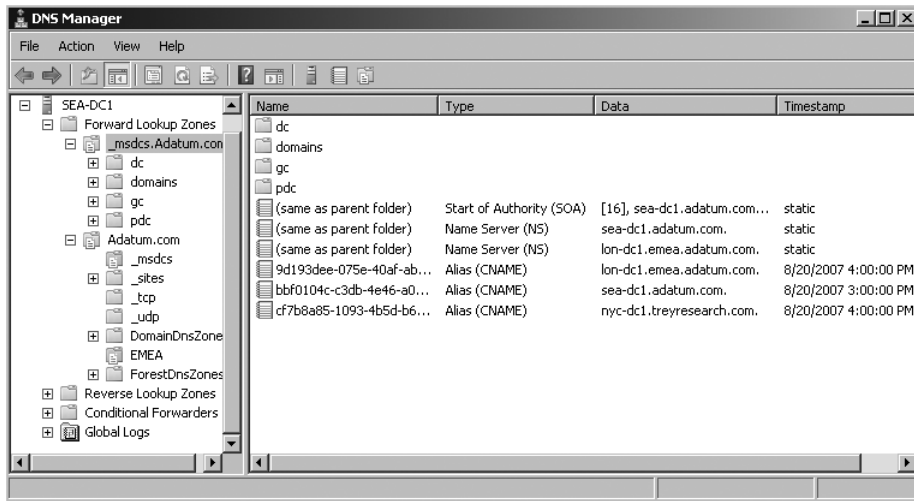 DNS Manager
File Action View Help
SEA-DC1
Forward Lookup Zones
_msdcs.Adatum.con
dc
domains
gc
pdc
Adatum.com
_msdcs
_sites
_tcp
_udp
DomainDnsZone
EMEA
ForestDnsZones
Reverse Lookup Zones
Conditional Forwarders
Global Logs
Name Type Data Timestamp
dc
domains
gc
pdc
(same as parent folder) Start of Authority (SOA) [16], sea-dc1.adatum.com... static
(same as parent folder) Name Server (NS) sea-dc1.adatum.com. static
(same as parent folder) Name Server (NS) lon-dc1.emea.adatum.com. static
9d193dee-075e-40af-ab... Alias (CNAME) lon-dc1.emea.adatum.com. 8/20/2007 4:00:00 PM
bbf0104c-c3db-4e46-a0... Alias (CNAME) sea-dc1.adatum.com. 8/20/2007 3:00:00 PM
cf7b8a85-1093-4b5d-b6... Alias (CNAME) nyc-dc1.treyresearch.com. 8/20/2007 4:00:00 PM